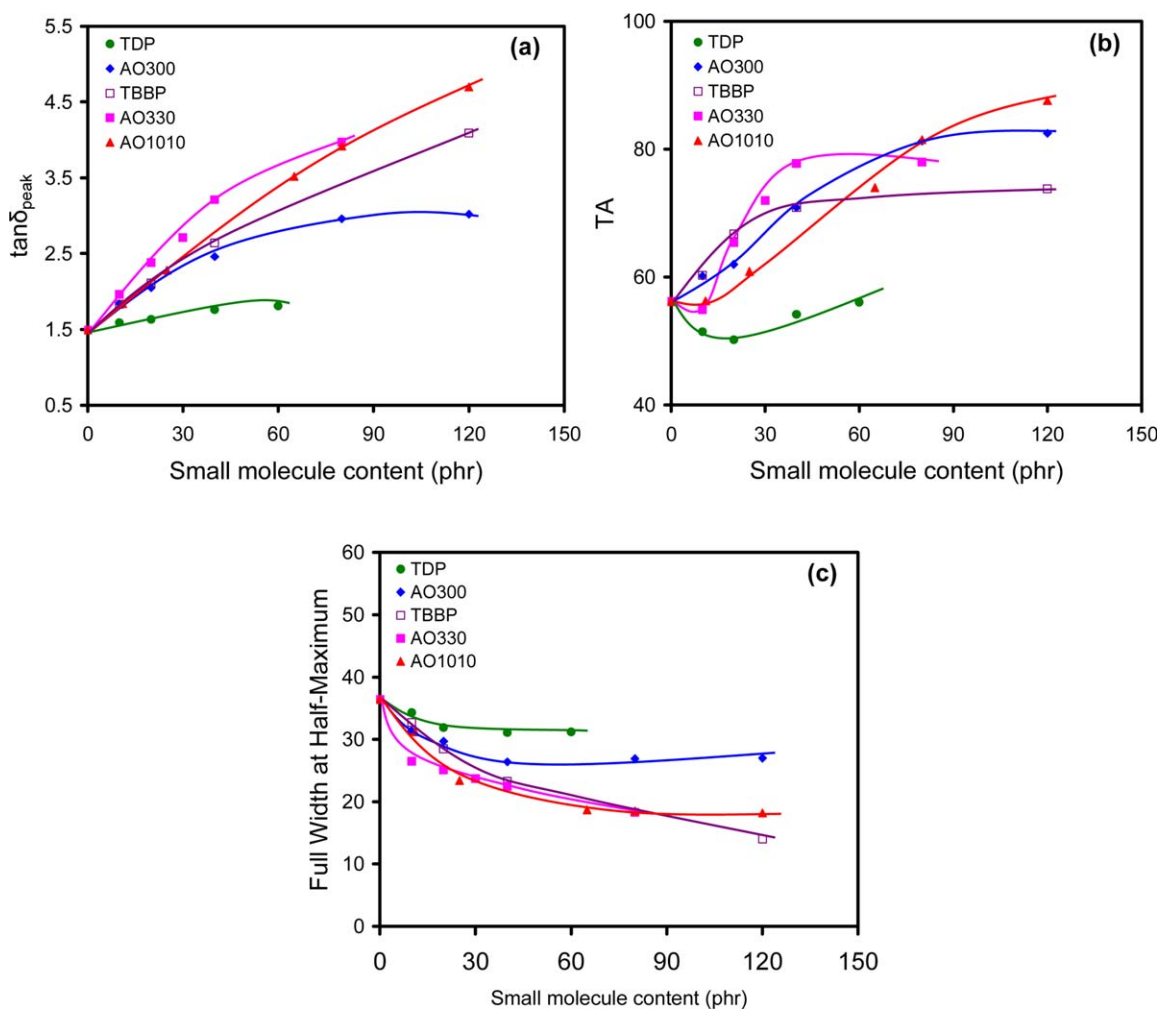 (a)
5.5
4.5
3.5
2.5
1.5
0.5
tanδpeak
TDP
AO300
TBBP
AO330
AO1010
0 30 60 90 120 150
Small molecule content (phr)
(b)
100
80
60
40
TA
TDP
AO300
TBBP
AO330
AO1010
0 30 60 90 120 150
Small molecule content (phr)
(c)
60
50
40
30
20
10
0
Full Width at Half-Maximum
TDP
AO300
TBBP
AO330
AO1010
0 30 60 90 120 150
Small molecule content (phr)